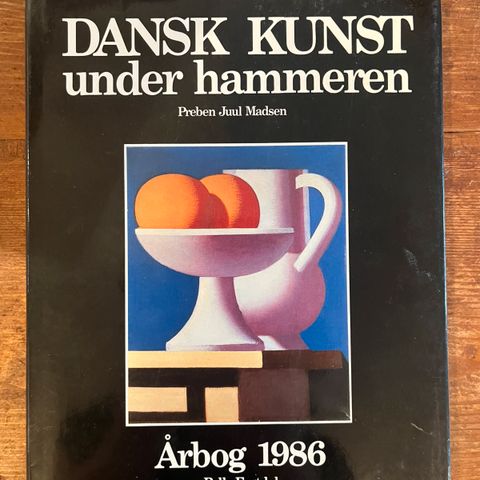 DANSK KUNST
under hammeren
Preben Juul Madsen
Årbog 1986